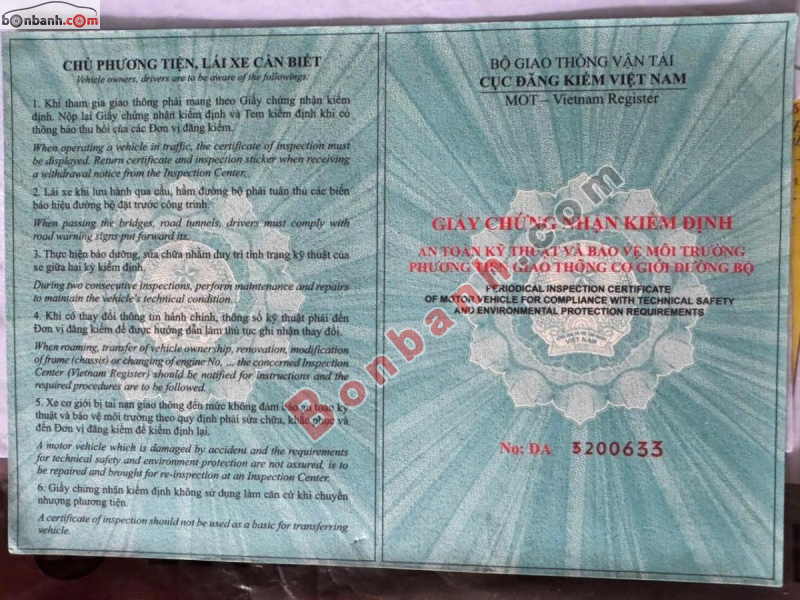 bonbanh.com
CHỦ PHƯƠNG TIỆN, LÁI XE CẦN BIẾT
Vehicle owners, drivers are to be aware of the followings:
1. Khi tham gia giao thông phải mang theo Giấy chứng nhận kiểm
định. Nộp lại Giấy chứng nhận kiểm định và Tem kiểm định khi có
thông báo thu hồi của các Đơn vị đăng kiểm.
When operating a vehicle in traffic, the certificate of inspection must
be displayed. Return certificate and inspection sticker when receiving
a withdrawal notice from the Inspection Center.
2. Lái xe khi lưu hành qua cầu, hầm đường bộ phải tuân thủ các biển
báo hiệu đường bộ đặt trước công trình.
When passing the bridges, road tunnels, drivers must comply with
road warning signs put forward its.
3. Thực hiện bảo dưỡng, sửa chữa nhằm duy trì tình trạng kỹ thuật của
xe giữa hai kỳ kiểm định.
During two consecutive inspections, perform maintenance and repairs
to maintain the vehicle's technical condition.
4. Khi có thay đổi thông tin hành chính, thông số kỹ thuật phải đến
Đơn vị đăng kiểm để được hướng dẫn làm thủ tục ghi nhận thay đổi.
When roaming, transfer of vehicle ownership, renovation, modification
of frame (chassis) or changing of engine No, ... the concerned Inspection
Center (Vietnam Register) should be notified for instructions and the
required procedures are to be followed.
5. Xe cơ giới bị tai nạn giao thông đến mức không đảm bảo an toàn kỹ
thuật và bảo vệ môi trường theo quy định phải sửa chữa, khắc phục và
đến Đơn vị đăng kiểm để kiểm định lại.
A motor vehicle which is damaged by accident and the requirements
for technical safety and environment protection are not assured, is to
be repaired and brought for re-inspection at an Inspection Center.
6. Giấy chứng nhận kiểm định không sử dụng làm căn cứ khi chuyển
nhượng phương tiện.
A certificate of inspection should not be used as a basic for transferring
vehicle.
BỘ GIAO THÔNG VẬN TẢI
CỤC ĐĂNG KIỂM VIỆT NAM
MOT – Vietnam Register
GIẤY CHỨNG NHẬN KIỂM ĐỊNH
AN TOÀN KỸ THUẬT VÀ BẢO VỆ MÔI TRƯỜNG
PHƯƠNG TIỆN GIAO THÔNG CƠ GIỚI ĐƯỜNG BỘ
PERIODICAL INSPECTION CERTIFICATE
OF MOTOR VEHICLE FOR COMPLIANCE WITH TECHNICAL SAFETY
AND ENVIRONMENTAL PROTECTION REQUIREMENTS
VIỆT NAM
No: DA 5200633
Bonbanh.com